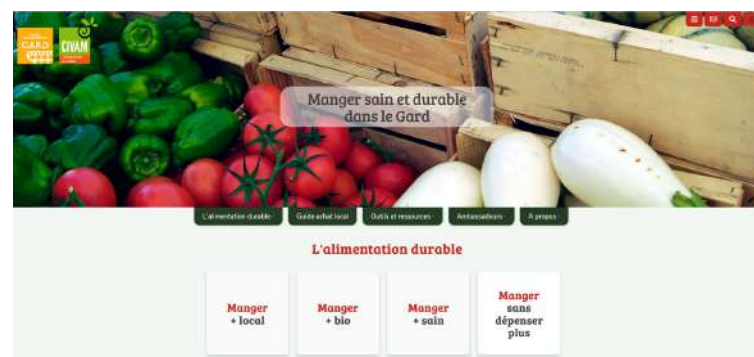 GARD
CIVAM
Manger sain et durable
dans le Gard
L'alimentation durable
Guide achat local
Outils et ressources
Ambassadeurs
A propos
L'alimentation durable
Manger
+ local
Manger
+ bio
Manger
+ sain
Manger
sans
dépenser
plus